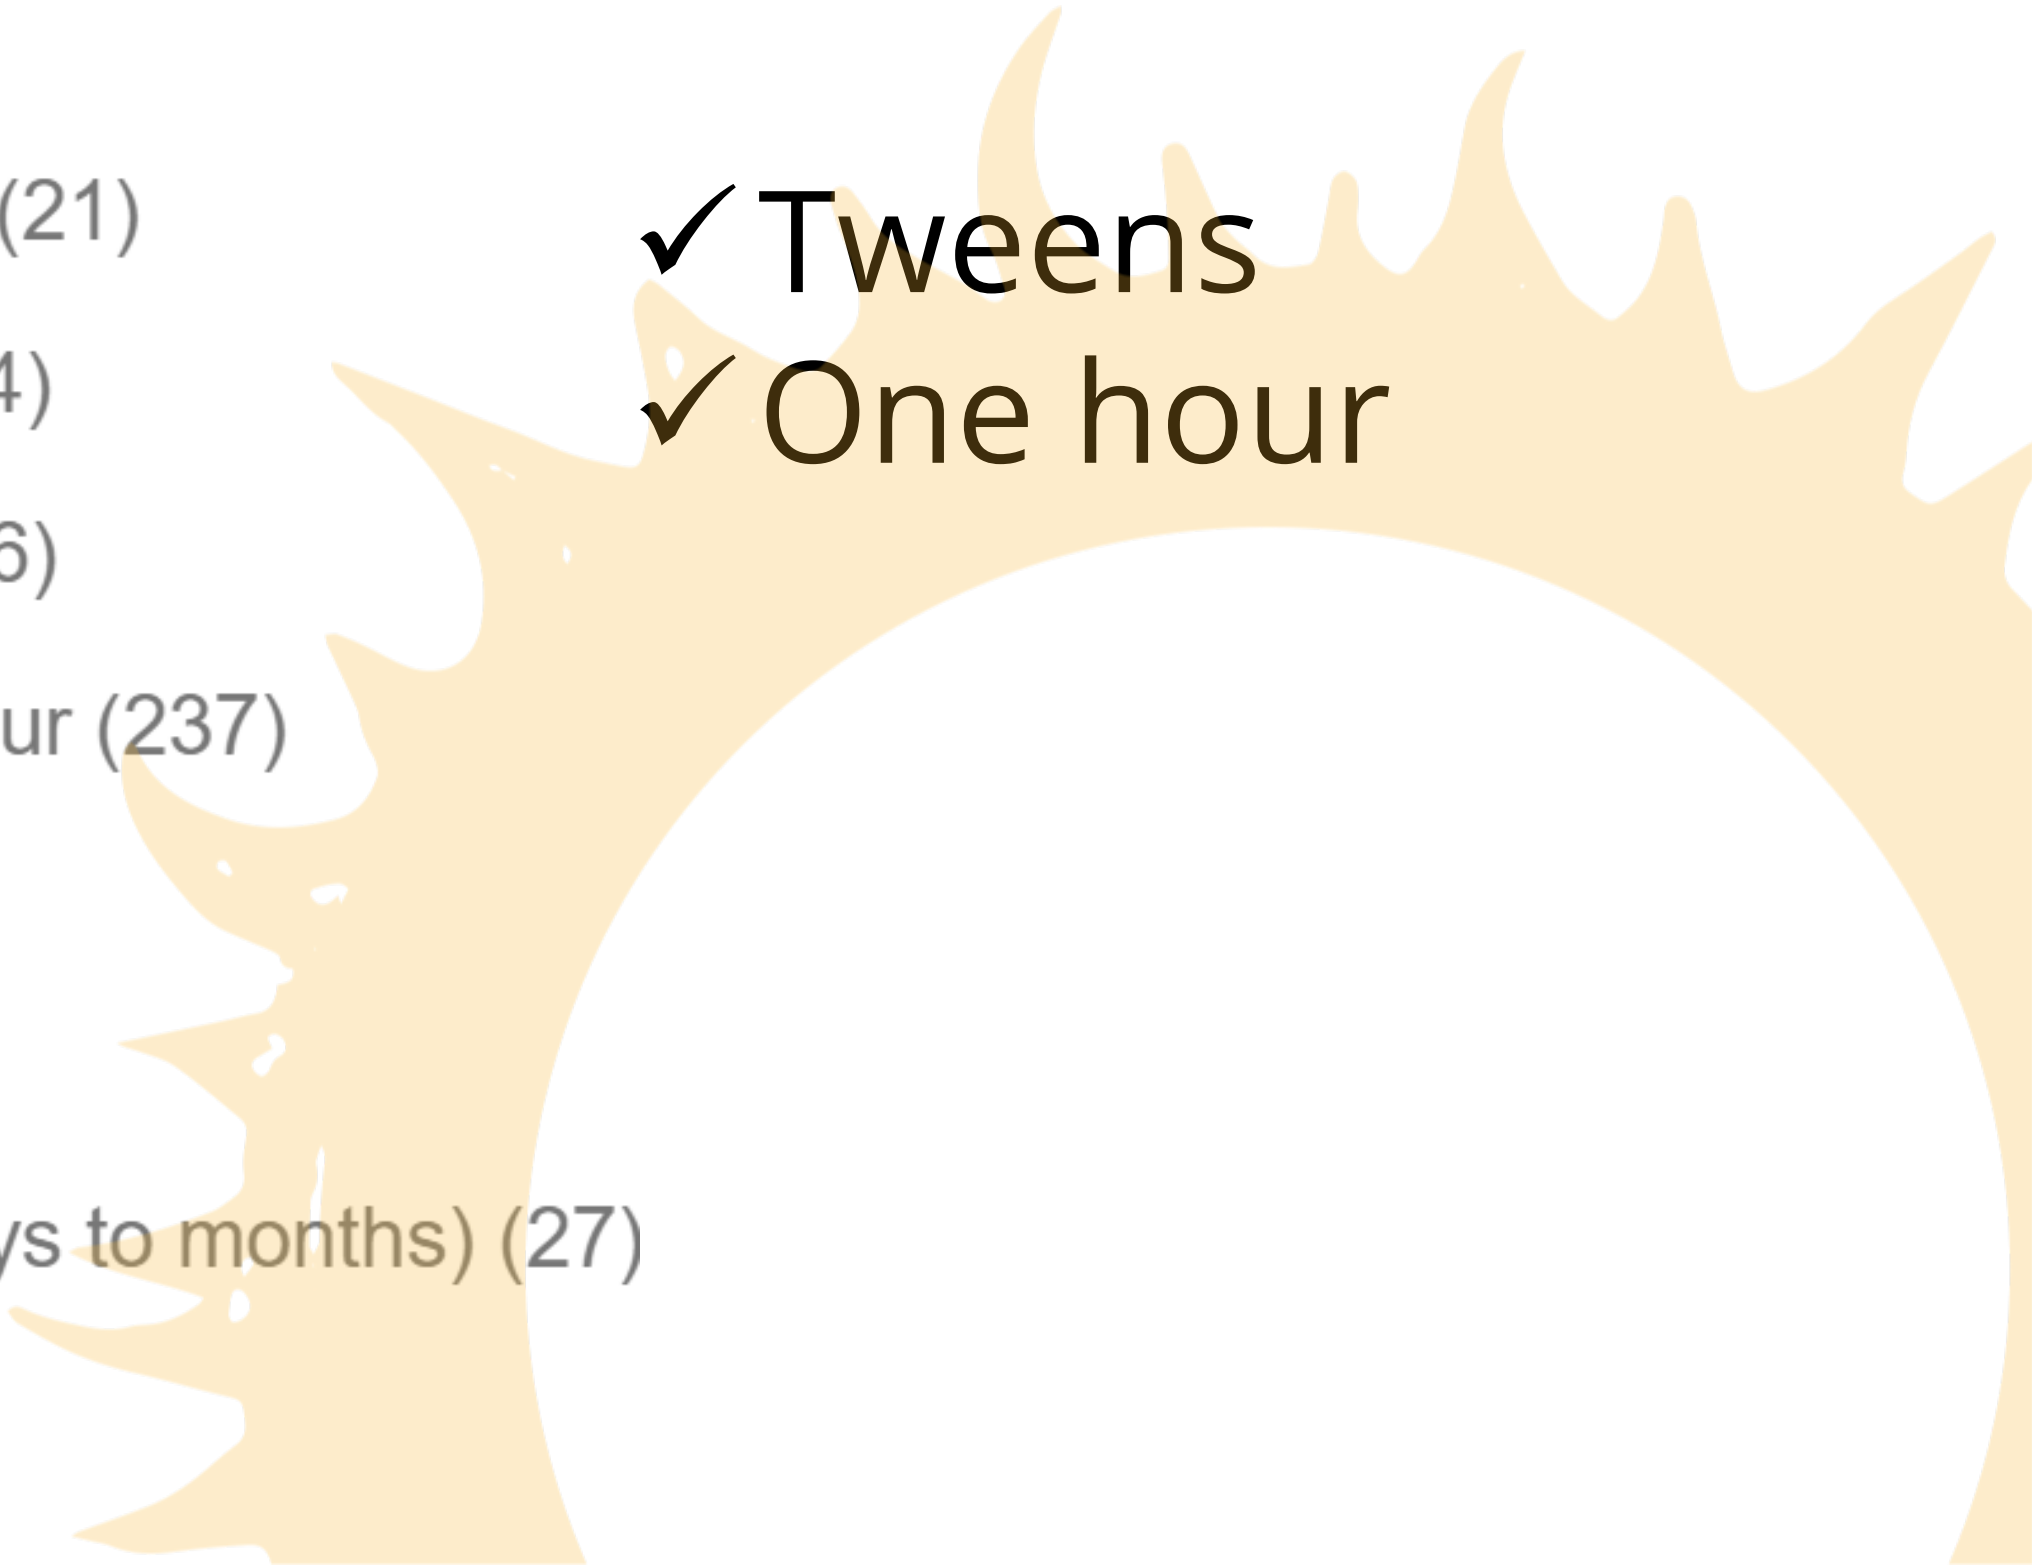 (21)
4)
6)
ur (237)
ys to months) (27)
✓ Tweens
✓ One hour